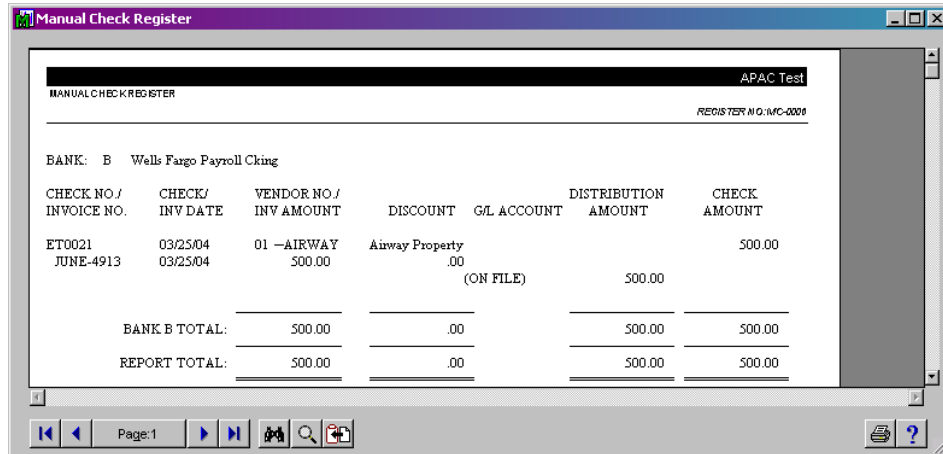 Manual Check Register
APAC Test
MANUAL CHECK REGISTER
REGISTER NO: MC-0006
BANK: B Wells Fargo Payroll Cking
CHECK NO./ CHECK/ VENDOR NO./ DISTRIBUTION CHECK
INVOICE NO. INV DATE INV AMOUNT DISCOUNT G/L ACCOUNT AMOUNT AMOUNT
ET0021 03/25/04 01 -AIRWAY Airway Property 500.00
JUNE-4913 03/25/04 500.00 .00
(ON FILE) 500.00
BANK B TOTAL: 500.00 .00 500.00 500.00
REPORT TOTAL: 500.00 .00 500.00 500.00
Page:1
?